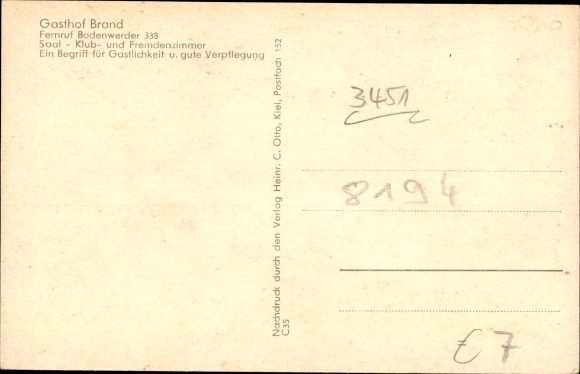 Gasthof Brand
Fernruf Bodenwerder 338
Saal - Klub- und Fremdenzimmer
Ein Begriff für Gastlichkeit u. gute Verpflegung
Nachdruck durch den Verlag Heinr. C. Otto, Kiel, Postfach 152
C35
3451
8194
€ 7